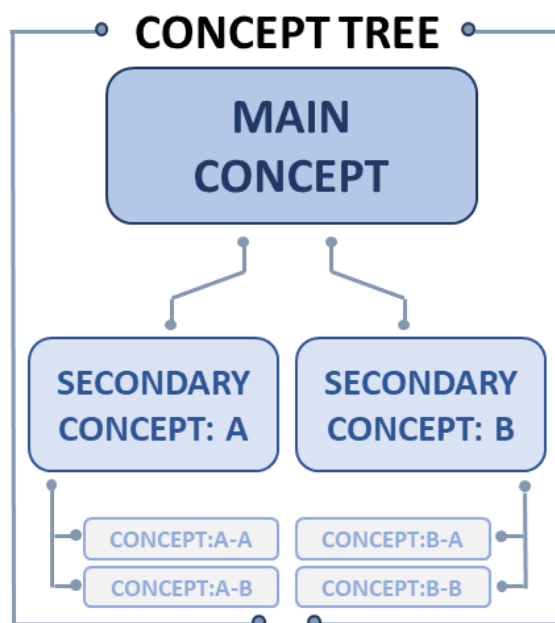 CONCEPT TREE
MAIN
CONCEPT
SECONDARY
CONCEPT: A
SECONDARY
CONCEPT: B
CONCEPT:A-A
CONCEPT:A-B
CONCEPT:B-A
CONCEPT:B-B